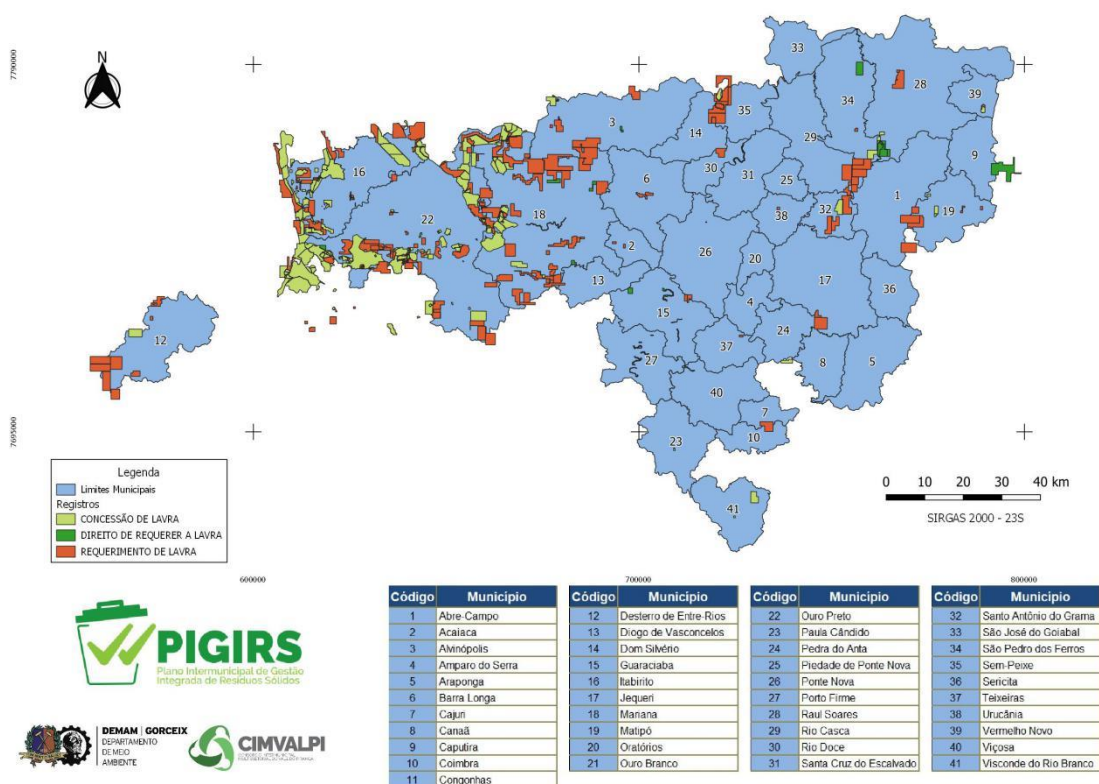 N
7790000
7695000
33
28
39
34
35
3
14
29
9
16
30
6
31
25
1
18
19
22
38
32
2
26
20
13
17
36
4
12
15
24
37
27
8
5
40
7
10
23
41
Legenda
Limites Municipais
Registros
CONCESSÃO DE LAVRA
DIREITO DE REQUERER A LAVRA
REQUERIMENTO DE LAVRA
0 10 20 30 40 km
SIRGAS 2000 - 23S
600000 700000 800000
Código Município Código Município Código Município Código Município
1 Abre-Campo 12 Desterro de Entre-Rios 22 Ouro Preto 32 Santo Antônio do Grama
2 Acaiaca 13 Diogo de Vasconcelos 23 Paula Cândido 33 São José do Goiabal
3 Alvinópolis 14 Dom Silvério 24 Pedra do Anta 34 São Pedro dos Ferros
4 Amparo do Serra 15 Guaraciaba 25 Piedade de Ponte Nova 35 Sem-Peixe
5 Araponga 16 Itabirito 26 Ponte Nova 36 Sericita
6 Barra Longa 17 Jequeri 27 Porto Firme 37 Teixeiras
7 Cajuri 18 Mariana 28 Raul Soares 38 Urucânia
8 Canaã 19 Matipó 29 Rio Casca 39 Vermelho Novo
9 Caputira 20 Oratórios 30 Rio Doce 40 Viçosa
10 Coimbra 21 Ouro Branco 31 Santa Cruz do Escalvado 41 Visconde do Rio Branco
11 Congonhas
PIGIRS
Plano Intermunicipal de Gestão
Integrada de Resíduos Sólidos
DEMAM | GORCEIX
DEPARTAMENTO
DE MEIO
AMBIENTE
CIMVALPI